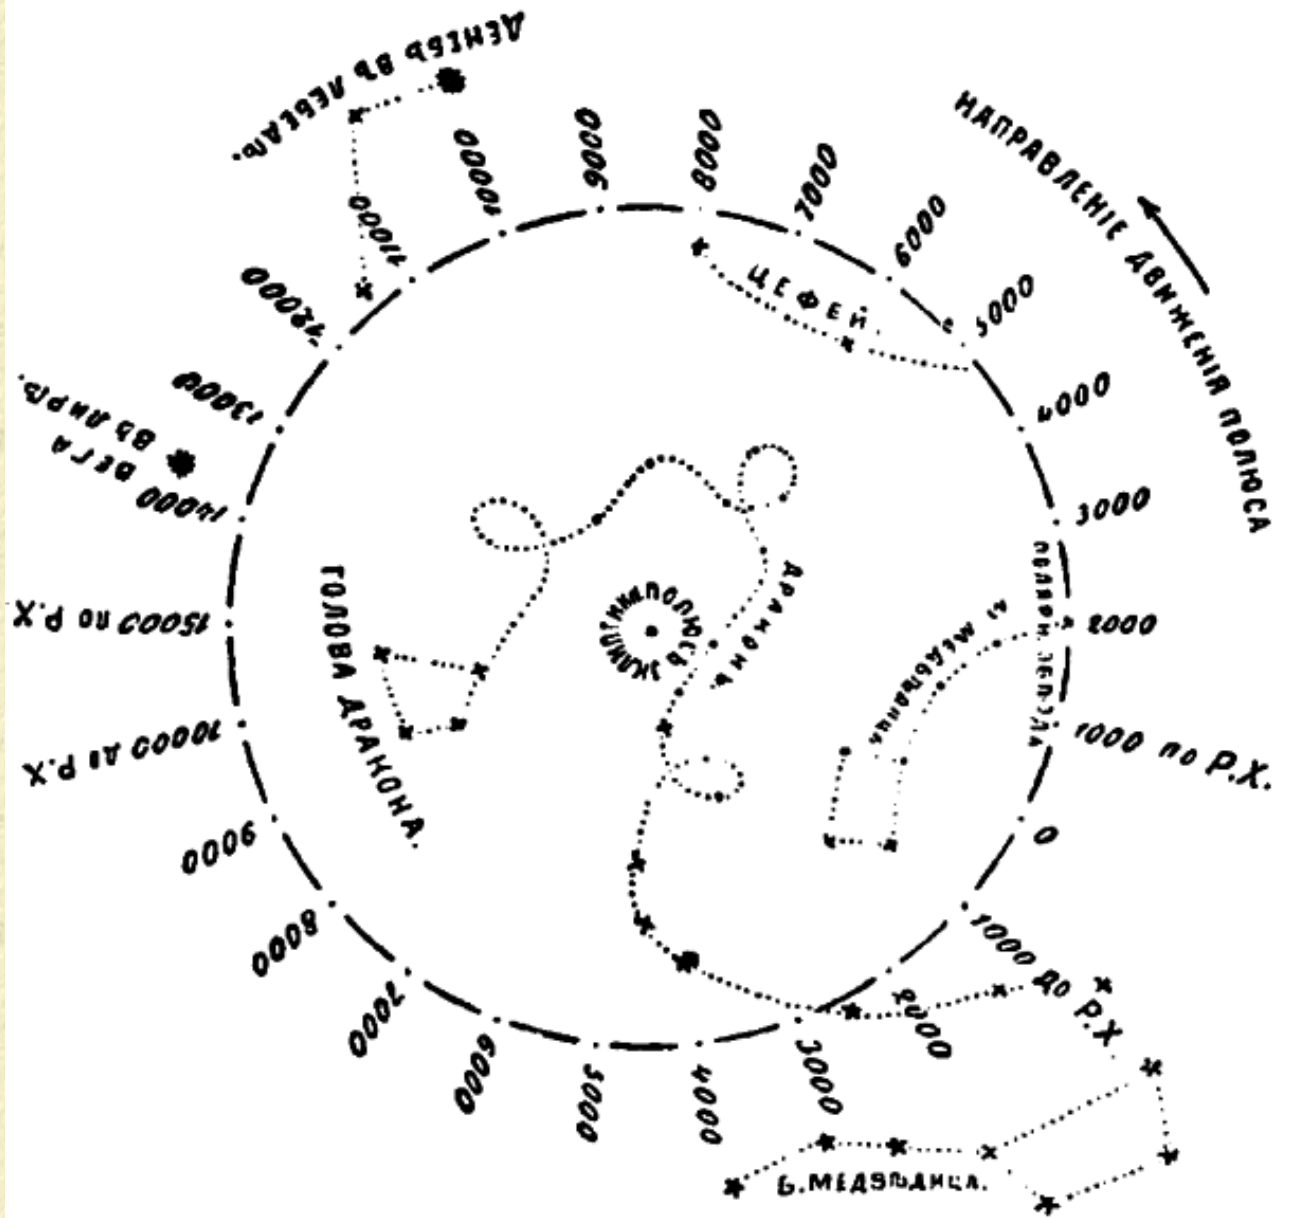 ДЕНЕБЪ ВЪ ЛЕБЕДѢ.
НАПРАВЛЕНІЕ ДВИЖЕНІЯ ПОЛЮСА
ЦЕФЕЙ.
ВЕГА
ВЪ ЛИРѢ.
ДРАКОНЪ
ГОЛОВА ДРАКОНА.
ПОЛЮСЪ ЭКЛИПТИКИ
М. МЕДВѢДИЦА.
ПОЛЯРН. ЗВѢЗДА
Б. МЕДВѢДИЦА.
0
1000 по Р.Х.
2000
3000
4000
5000
6000
7000
8000
9000
10000
11000
12000
13000
14000
15000 по Р.Х
10000 до Р.Х
9000
8000
7000
6000
5000
4000
3000
2000
1000 до Р.Х